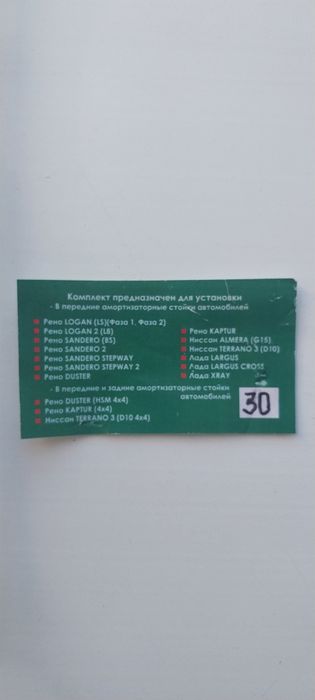 Комплект предназначен для установки
- В передние амортизаторные стойки автомобилей
Рено LOGAN (LS)(Фаза 1, Фаза 2)
Рено LOGAN 2 (L8)
Рено SANDERO (BS)
Рено SANDERO 2
Рено SANDERO STEPWAY
Рено SANDERO STEPWAY 2
Рено DUSTER
Рено KAPTUR
Ниссан ALMERA (G15)
Ниссан TERRANO 3 (D10)
Лада LARGUS
Лада LARGUS CROSS
Лада XRAY
- В передние и задние амортизаторные стойки
автомобилей
Рено DUSTER (HSM 4x4)
Рено KAPTUR (4x4)
Ниссан TERRANO 3 (D10 4x4)
30